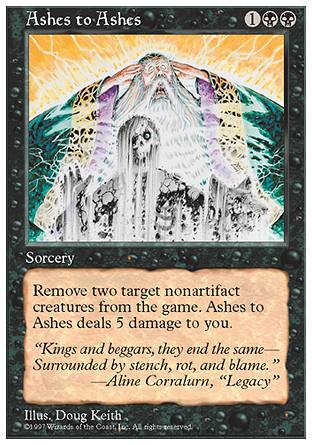 Ashes to Ashes 1
Sorcery
Remove two target nonartifact
creatures from the game. Ashes to
Ashes deals 5 damage to you.
“Kings and beggars, they end the same—
Surrounded by stench, rot, and blame.”
—Aline Corralurn, “Legacy”
Illus. Doug Keith
©1997 Wizards of the Coast, Inc. All rights reserved.